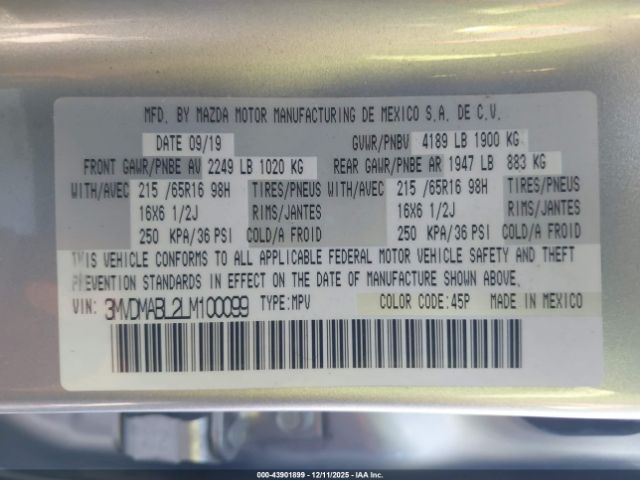 MFD. BY MAZDA MOTOR MANUFACTURING DE MEXICO S.A. DE C.V.
DATE 09/19 GVWR/PNBV 4189 LB 1900 KG
FRONT GAWR/PNBE AV 2249 LB 1020 KG REAR GAWR/PNBE AR 1947 LB 883 KG
WITH/AVEC 215 /65R16 98H TIRES/PNEUS WITH/AVEC 215 /65R16 98H TIRES/PNEUS
16X6 1/2J RIMS/JANTES 16X6 1/2J RIMS/JANTES
250 KPA/36 PSI COLD/A FROID 250 KPA/36 PSI COLD/A FROID
THIS VEHICLE CONFORMS TO ALL APPLICABLE FEDERAL MOTOR VEHICLE SAFETY AND THEFT
PREVENTION STANDARDS IN EFFECT ON THE DATE OF MANUFACTURE SHOWN ABOVE.
VIN: 3MVDMABL2LM100099 TYPE:MPV COLOR CODE:45P MADE IN MEXICO
000-43901899 • 12/11/2025 • IAA Inc.